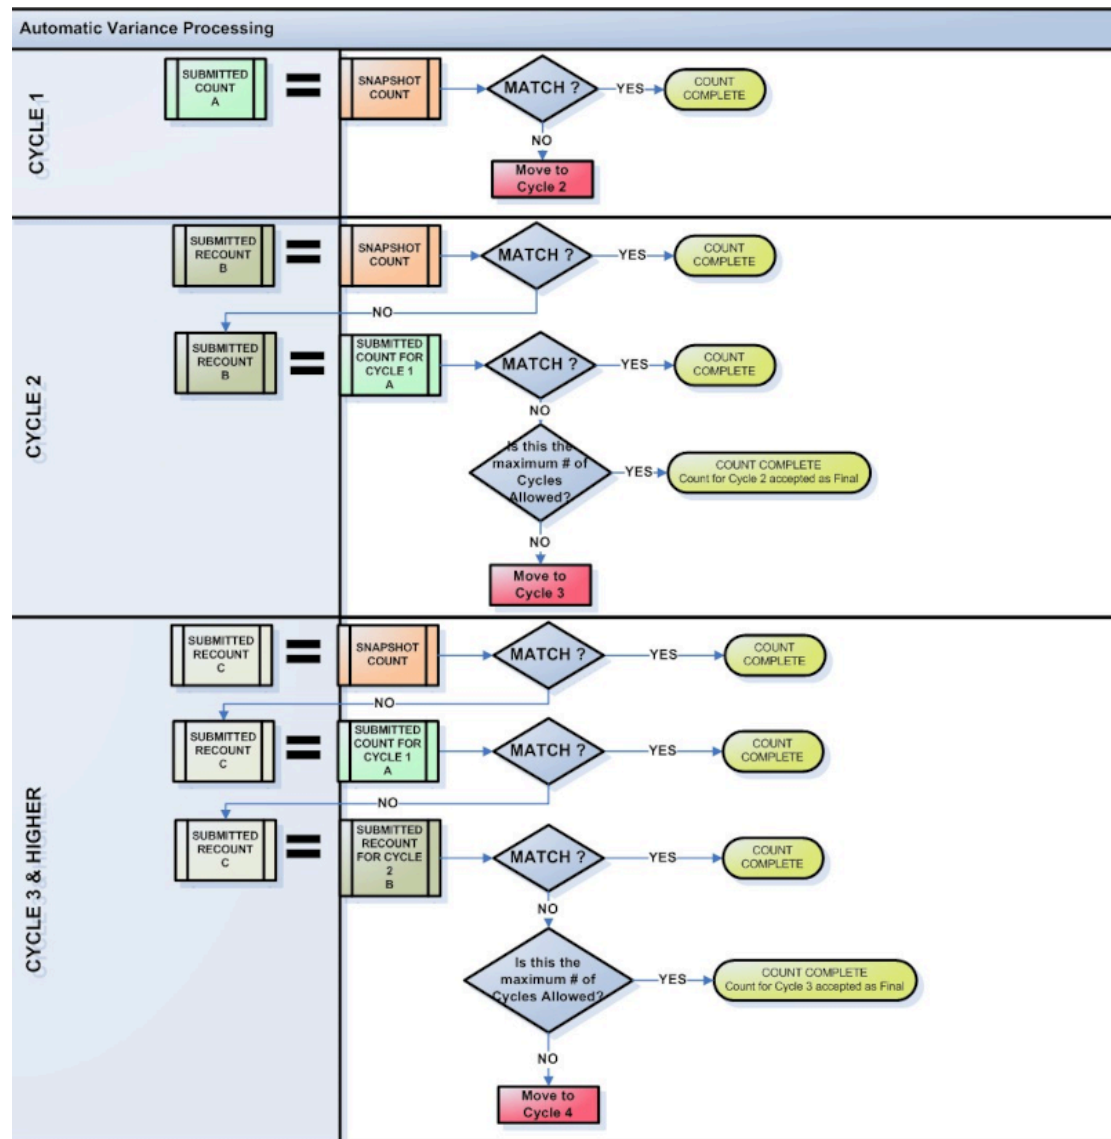 Automatic Variance Processing
CYCLE 1
SUBMITTED
COUNT
A
=
SNAPSHOT
COUNT
MATCH ?
YES
COUNT
COMPLETE
NO
Move to
Cycle 2
CYCLE 2
SUBMITTED
RECOUNT
B
=
SNAPSHOT
COUNT
MATCH ?
YES
COUNT
COMPLETE
NO
SUBMITTED
RECOUNT
B
=
SUBMITTED
COUNT FOR
CYCLE 1
A
MATCH ?
YES
COUNT
COMPLETE
NO
Is this the
maximum # of
Cycles
Allowed?
YES
COUNT COMPLETE
Count for Cycle 2 accepted as Final
NO
Move to
Cycle 3
CYCLE 3 & HIGHER
SUBMITTED
RECOUNT
C
=
SNAPSHOT
COUNT
MATCH ?
YES
COUNT
COMPLETE
NO
SUBMITTED
RECOUNT
C
=
SUBMITTED
COUNT FOR
CYCLE 1
A
MATCH ?
YES
COUNT
COMPLETE
NO
SUBMITTED
RECOUNT
C
=
SUBMITTED
RECOUNT
FOR CYCLE
2
B
MATCH ?
YES
COUNT
COMPLETE
NO
Is this the
maximum # of
Cycles Allowed?
YES
COUNT COMPLETE
Count for Cycle 3 accepted as Final
NO
Move to
Cycle 4